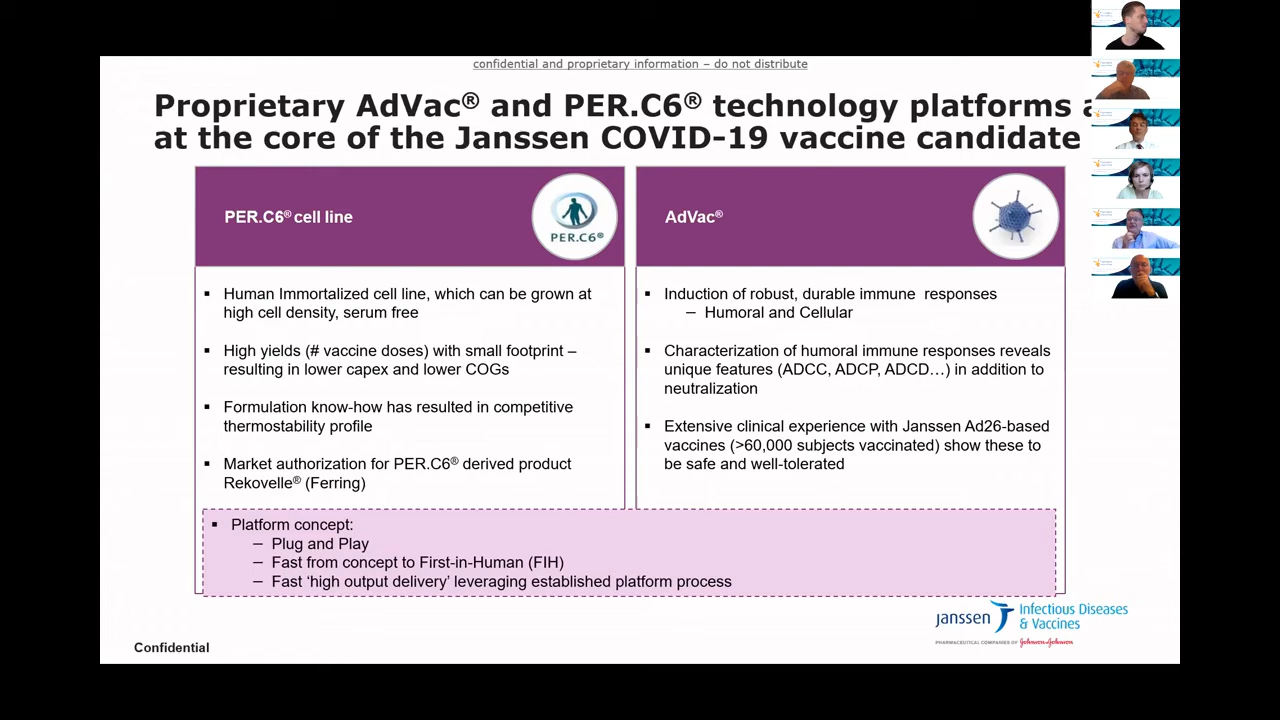 confidential and proprietary information – do not distribute
Proprietary AdVac® and PER.C6® technology platforms
at the core of the Janssen COVID-19 vaccine candidate
PER.C6® cell line
PER.C6®
▪ Human Immortalized cell line, which can be grown at
high cell density, serum free
▪ High yields (# vaccine doses) with small footprint –
resulting in lower capex and lower COGs
▪ Formulation know-how has resulted in competitive
thermostability profile
▪ Market authorization for PER.C6® derived product
Rekovelle® (Ferring)
AdVac®
▪ Induction of robust, durable immune responses
– Humoral and Cellular
▪ Characterization of humoral immune responses reveals
unique features (ADCC, ADCP, ADCD…) in addition to
neutralization
▪ Extensive clinical experience with Janssen Ad26-based
vaccines (>60,000 subjects vaccinated) show these to
be safe and well-tolerated
▪ Platform concept:
– Plug and Play
– Fast from concept to First-in-Human (FIH)
– Fast ‘high output delivery’ leveraging established platform process
janssen Infectious Diseases
& Vaccines
PHARMACEUTICAL COMPANIES OF Johnson & Johnson
Confidential